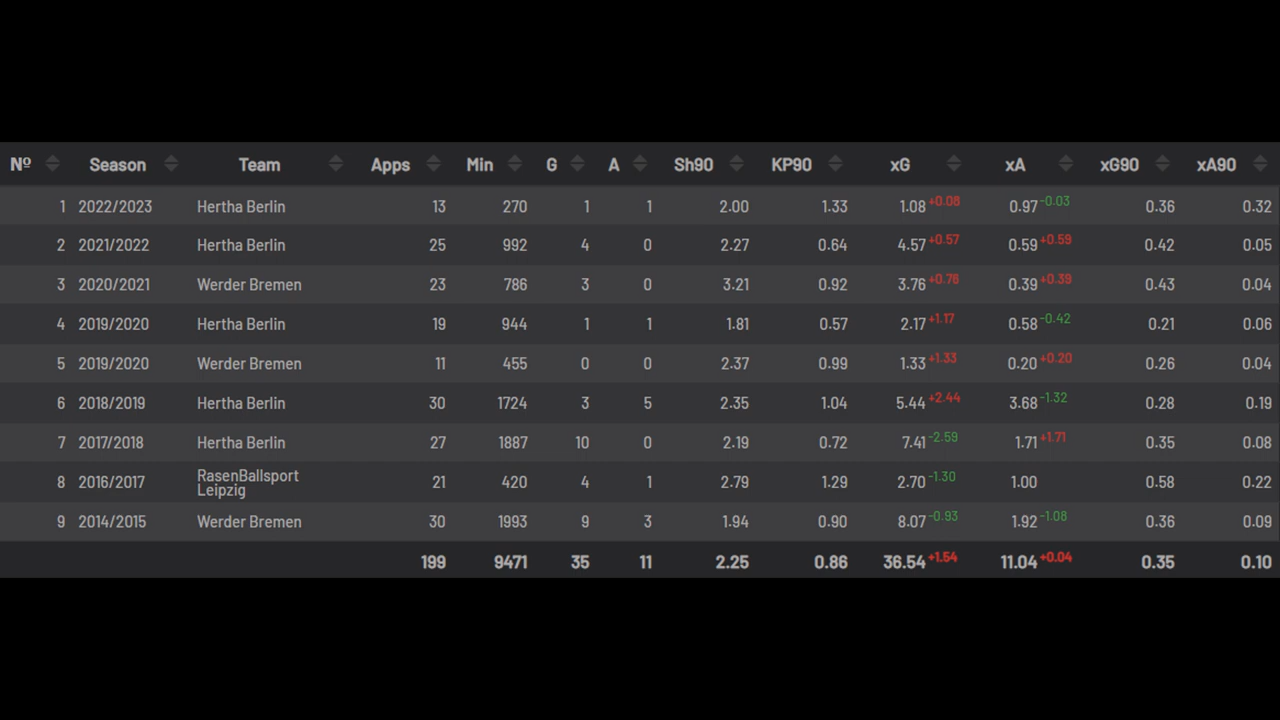 Nº Season Team Apps Min G A Sh90 KP90 xG xA xG90 xA90
1 2022/2023 Hertha Berlin 13 270 1 1 2.00 1.33 1.08 +0.08 0.97 -0.03 0.36 0.32
2 2021/2022 Hertha Berlin 25 992 4 0 2.27 0.64 4.57 +0.57 0.59 +0.59 0.42 0.05
3 2020/2021 Werder Bremen 23 786 3 0 3.21 0.92 3.76 +0.76 0.39 +0.39 0.43 0.04
4 2019/2020 Hertha Berlin 19 944 1 1 1.81 0.57 2.17 +1.17 0.58 -0.42 0.21 0.06
5 2019/2020 Werder Bremen 11 455 0 0 2.37 0.99 1.33 +1.33 0.20 +0.20 0.26 0.04
6 2018/2019 Hertha Berlin 30 1724 3 5 2.35 1.04 5.44 +2.44 3.68 -1.32 0.28 0.19
7 2017/2018 Hertha Berlin 27 1887 10 0 2.19 0.72 7.41 -2.59 1.71 +1.71 0.35 0.08
8 2016/2017 RasenBallsport Leipzig 21 420 4 1 2.79 1.29 2.70 -1.30 1.00 0.58 0.22
9 2014/2015 Werder Bremen 30 1993 9 3 1.94 0.90 8.07 -0.93 1.92 -1.08 0.36 0.09
199 9471 35 11 2.25 0.86 36.54 +1.54 11.04 +0.04 0.35 0.10